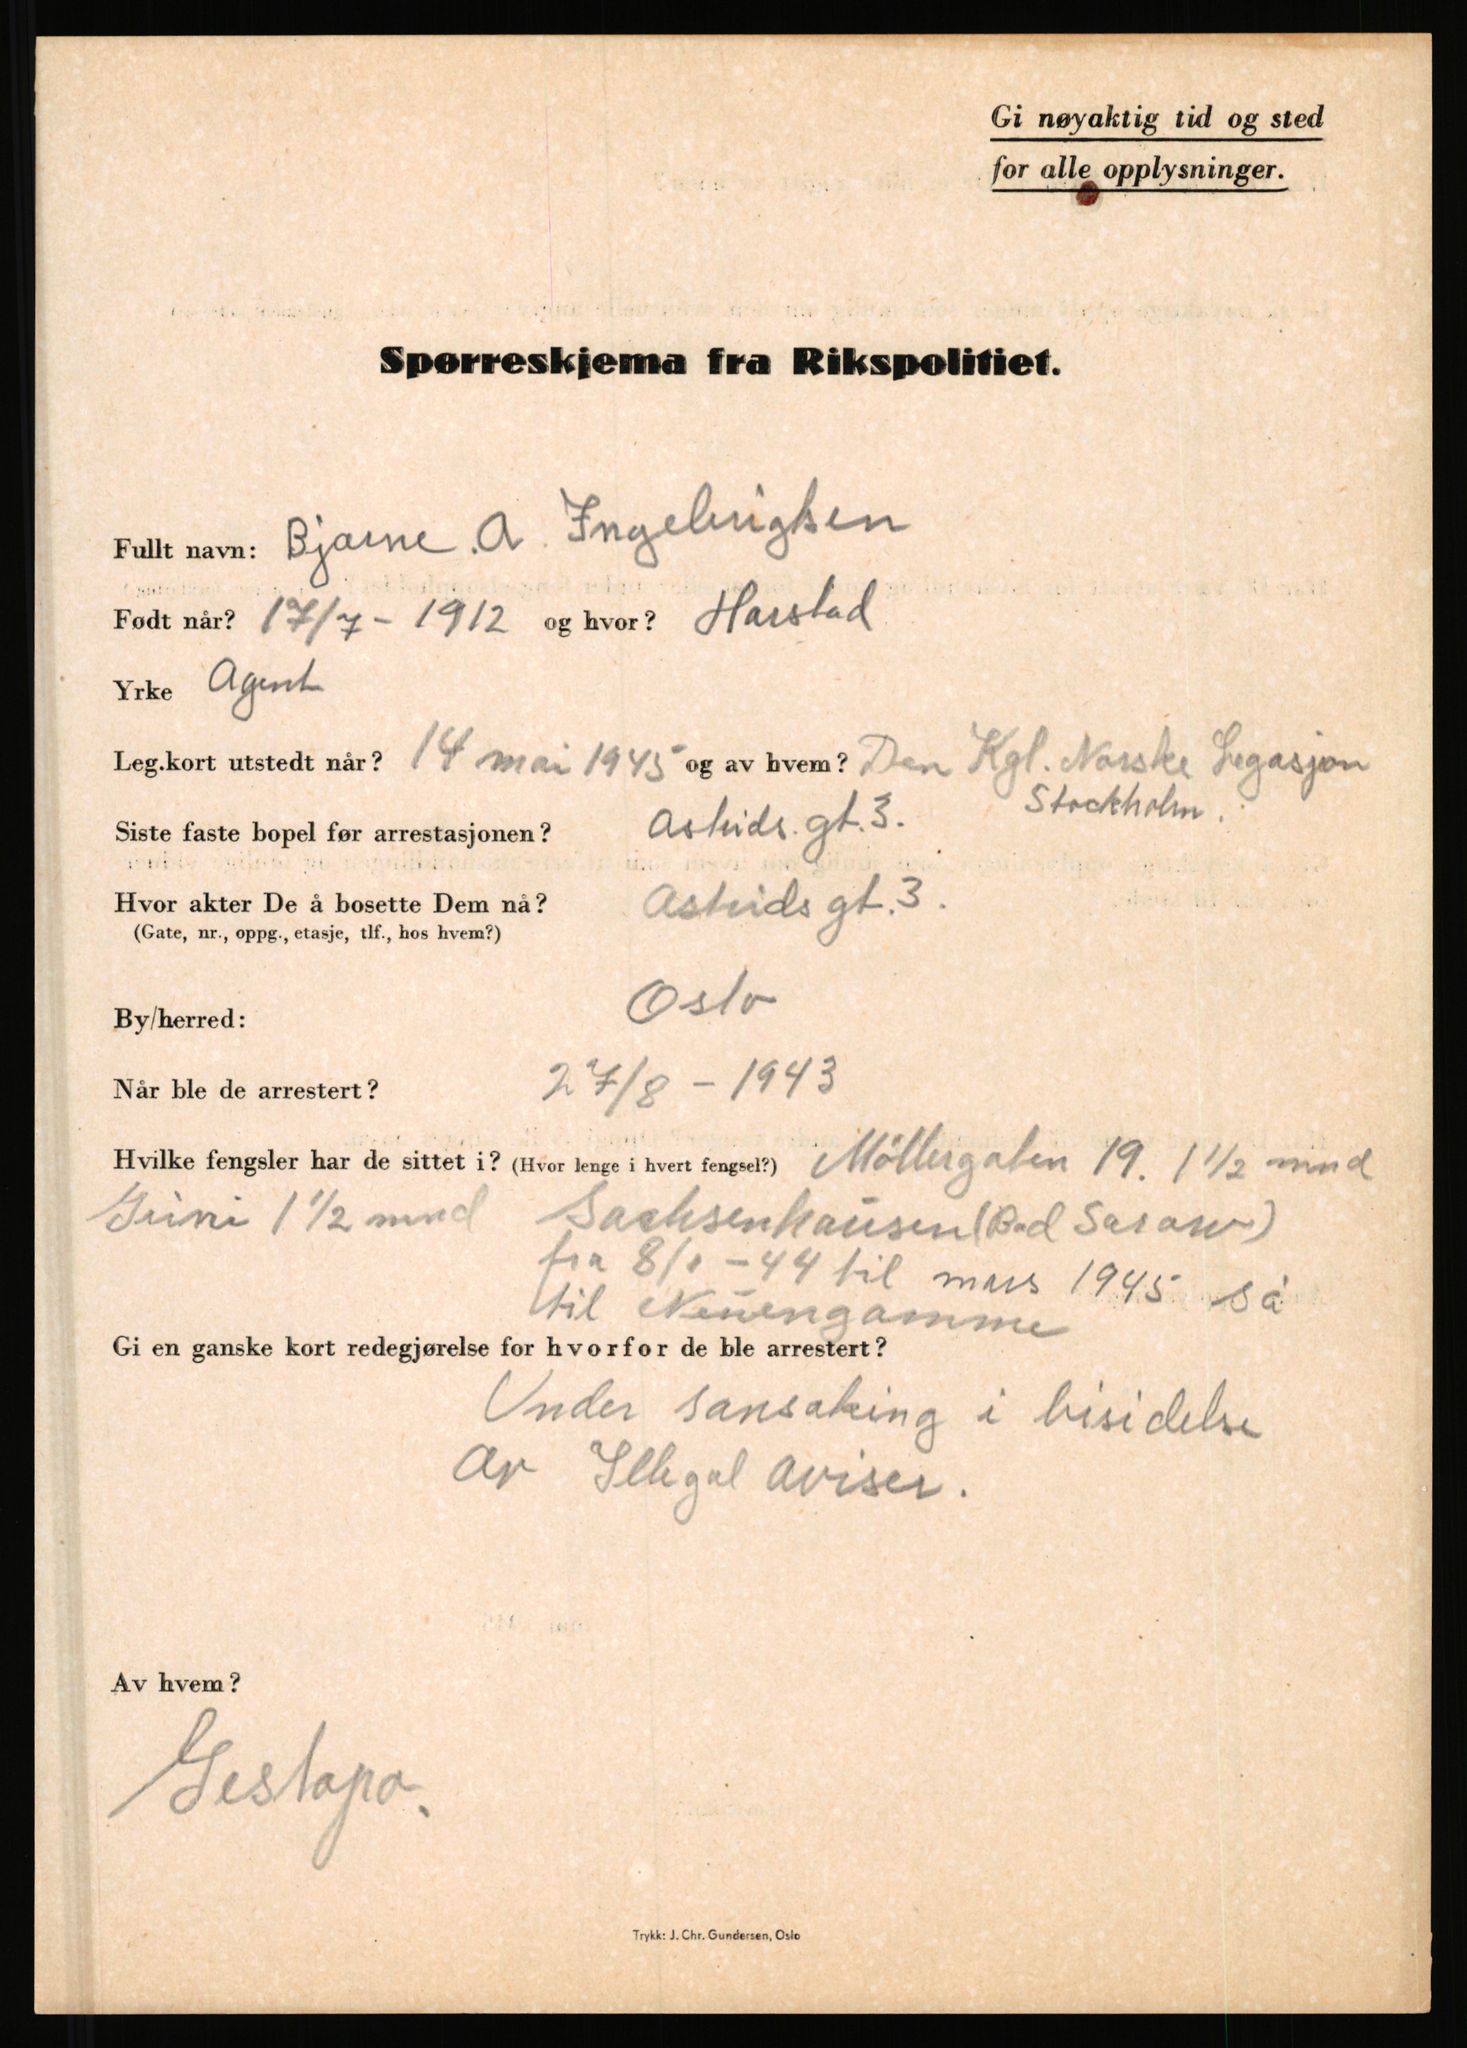 Gi nøyaktig tid og sted
for alle opplysninger.
Spørreskjema fra Rikspolitiet.
Fullt navn: Bjarne. A. Ingebrigtsen
Født når? 17/7 - 1912 og hvor? Harstad
Yrke Agent
Leg.kort utstedt når? 14 mai 1945 og av hvem? Den Kgl. Norske Legasjon
Stockholm.
Siste faste bopel før arrestasjonen? Astrids. gt. 3.
Hvor akter De å bosette Dem nå? Astrids gt. 3.
(Gate, nr., oppg., etasje, tlf., hos hvem?)
By/herred: Oslo
Når ble de arrestert? 27/8 - 1943
Hvilke fengsler har de sittet i? (Hvor lenge i hvert fengsel?) Möllergaten 19. 1 1/2 mnd
Grini 1 1/2 mnd Sachsenhausen (Bad Sarow)
fra 8/1 - 44 til mars 1945 så
til Neuengamme
Gi en ganske kort redegjørelse for hvorfor de ble arrestert?
Under ransaking i bisidelse
av Illegal aviser.
Av hvem?
Gestapo.
Trykk: J. Chr. Gundersen, Oslo